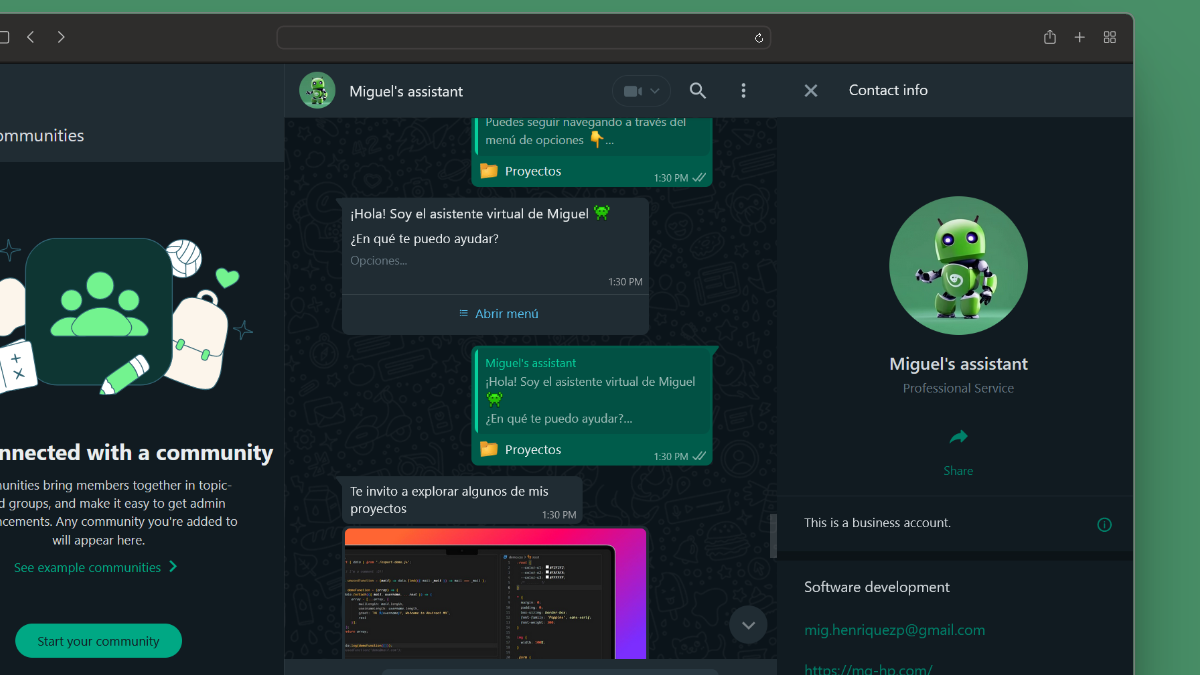 Miguel's assistant
Contact info
ommunities
Puedes seguir navegando a través del
menú de opciones 👇...
Proyectos
1:30 PM
¡Hola! Soy el asistente virtual de Miguel
¿En qué te puedo ayudar?
Opciones...
1:30 PM
Abrir menú
Miguel's assistant
¡Hola! Soy el asistente virtual de Miguel
¿En qué te puedo ayudar?...
Proyectos
1:30 PM
Te invito a explorar algunos de mis
proyectos
1:30 PM
nnected with a community
unities bring members together in topic-
d groups, and make it easy to get admin
ncements. Any community you're added to
will appear here.
See example communities
Start your community
Miguel's assistant
Professional Service
Share
This is a business account.
Software development
mig.henriquezp@gmail.com
https://mg-hp.com/